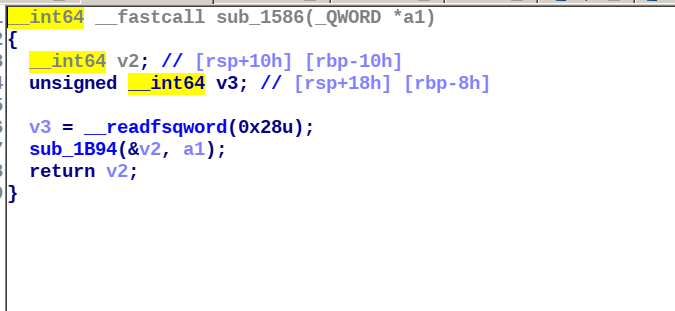 __int64 __fastcall sub_1586(_QWORD *a1)
{
  __int64 v2; // [rsp+10h] [rbp-10h]
  unsigned __int64 v3; // [rsp+18h] [rbp-8h]

  v3 = __readfsqword(0x28u);
  sub_1B94(&v2, a1);
  return v2;
}